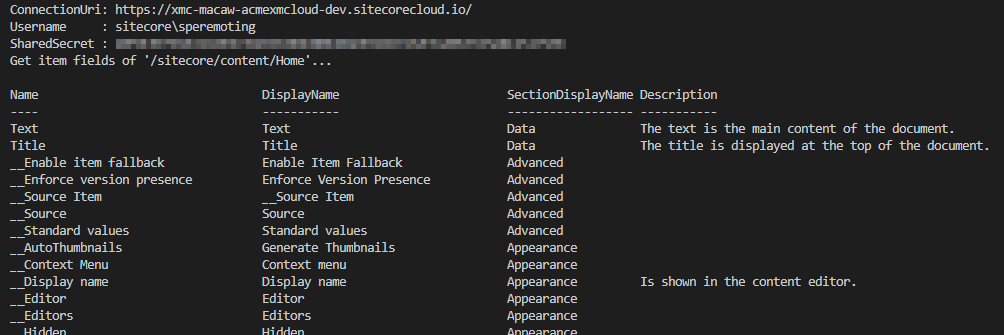 ConnectionUri: https://xmc-macaw-acmexmcloud-dev.sitecorecloud.io/
Username     : sitecore\speremoting
SharedSecret :
Get item fields of '/sitecore/content/Home'...
Name DisplayName SectionDisplayName Description
---- ----------- ------------------ -----------
Text Text Data The text is the main content of the document.
Title Title Data The title is displayed at the top of the document.
__Enable item fallback Enable Item Fallback Advanced
__Enforce version presence Enforce Version Presence Advanced
__Source Item __Source Item Advanced
__Source Source Advanced
__Standard values Standard values Advanced
__AutoThumbnails Generate Thumbnails Appearance
__Context Menu Context menu Appearance
__Display name Display name Appearance Is shown in the content editor.
__Editor Editor Appearance
__Editors Editors Appearance
__Hidden Hidden Appearance